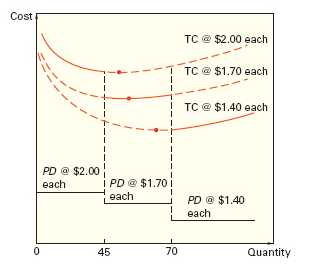 Cost
TC @ $2.00 each
TC @ $1.70 each
TC @ $1.40 each
PD @ $2.00
each
PD @ $1.70
each
PD @ $1.40
each
0
45
70
Quantity